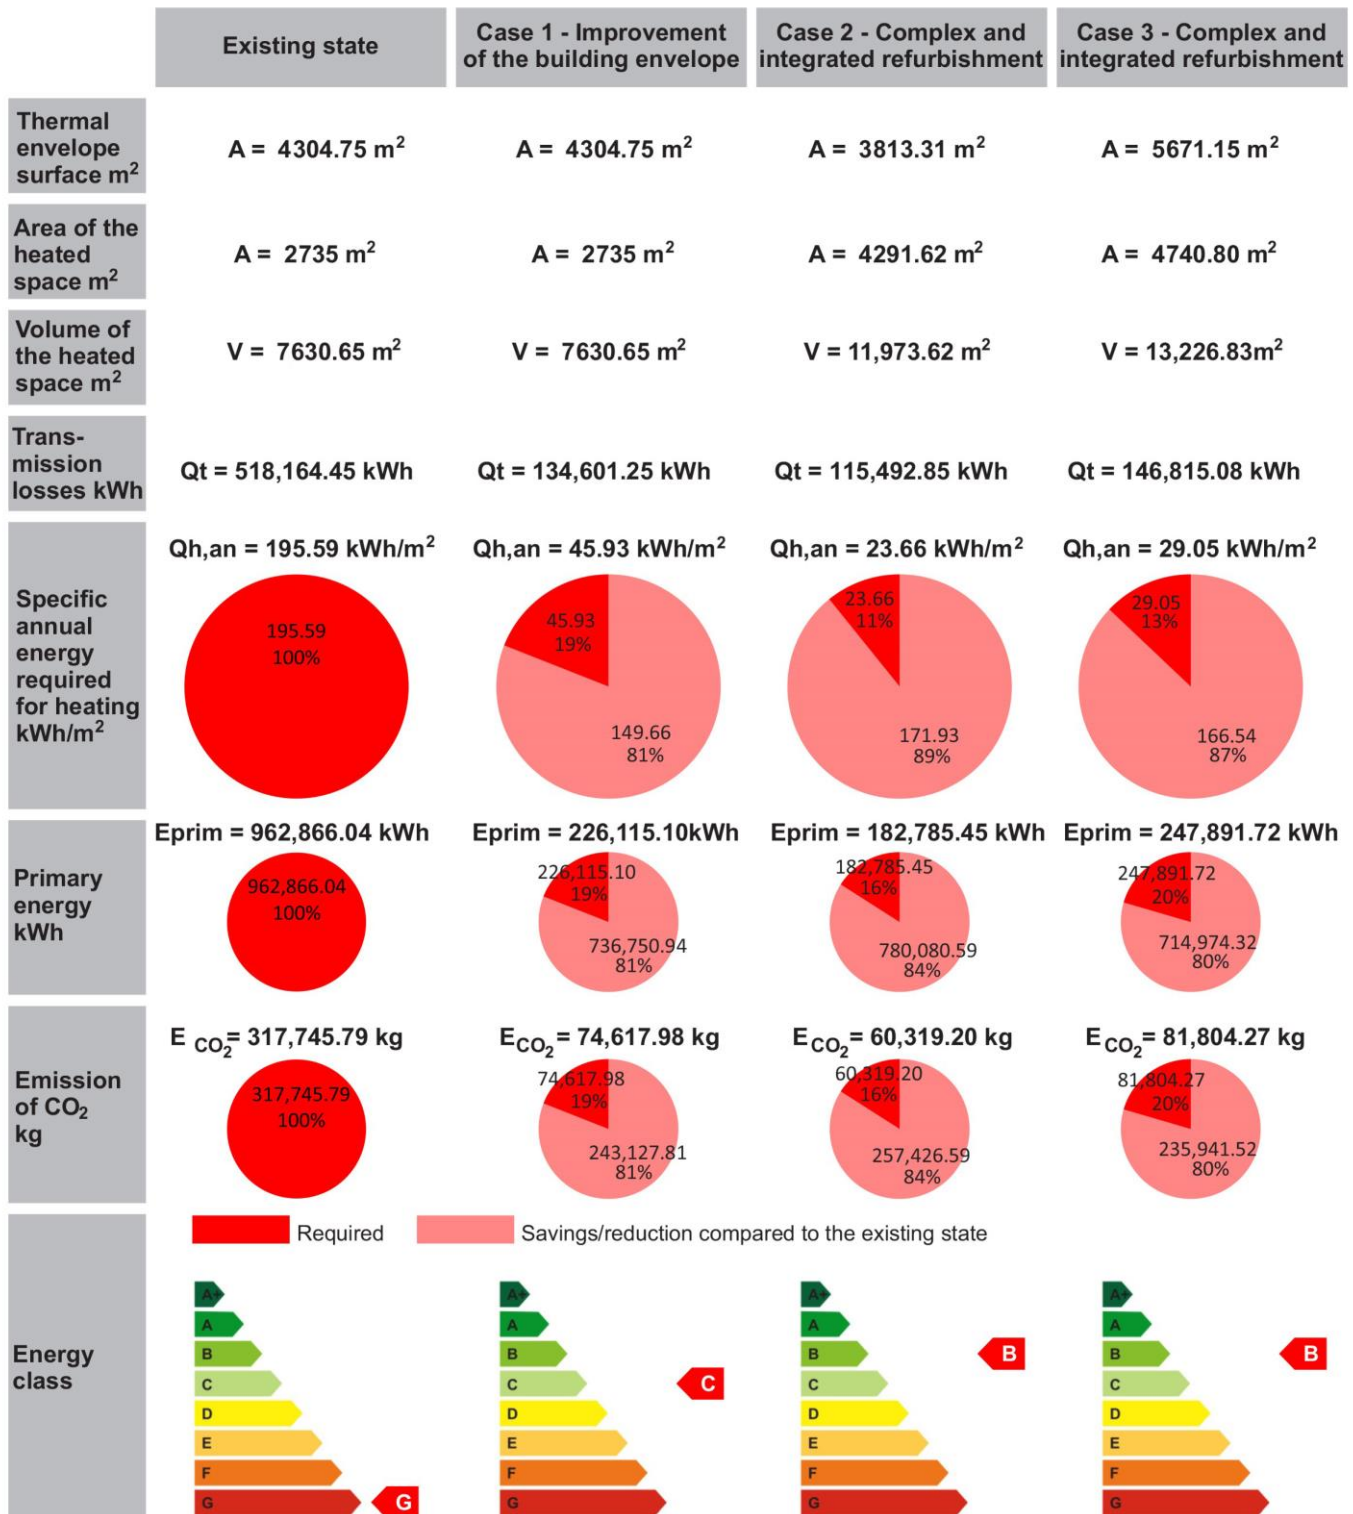 Existing state
Case 1 - Improvement
of the building envelope
Case 2 - Complex and
integrated refurbishment
Case 3 - Complex and
integrated refurbishment
Thermal
envelope
surface m²
A = 4304.75 m²
A = 4304.75 m²
A = 3813.31 m²
A = 5671.15 m²
Area of the
heated
space m²
A = 2735 m²
A = 2735 m²
A = 4291.62 m²
A = 4740.80 m²
Volume of
the heated
space m²
V = 7630.65 m²
V = 7630.65 m²
V = 11,973.62 m²
V = 13,226.83m²
Trans-
mission
losses kWh
Qt = 518,164.45 kWh
Qt = 134,601.25 kWh
Qt = 115,492.85 kWh
Qt = 146,815.08 kWh
Specific
annual
energy
required
for heating
kWh/m²
Qh,an = 195.59 kWh/m²
195.59
100%
Qh,an = 45.93 kWh/m²
45.93
19%
149.66
81%
Qh,an = 23.66 kWh/m²
23.66
11%
171.93
89%
Qh,an = 29.05 kWh/m²
29.05
13%
166.54
87%
Primary
energy
kWh
Eprim = 962,866.04 kWh
962,866.04
100%
Eprim = 226,115.10kWh
226,115.10
19%
736,750.94
81%
Eprim = 182,785.45 kWh
182,785.45
16%
780,080.59
84%
Eprim = 247,891.72 kWh
247,891.72
20%
714,974.32
80%
Emission
of CO₂
kg
E CO₂= 317,745.79 kg
317,745.79
100%
ECO₂= 74,617.98 kg
74,617.98
19%
243,127.81
81%
ECO₂= 60,319.20 kg
60,319.20
16%
257,426.59
84%
ECO₂= 81,804.27 kg
81,804.27
20%
235,941.52
80%
Required
Savings/reduction compared to the existing state
Energy
class
A+
A
B
C
D
E
F
G
G
A+
A
B
C
D
E
F
G
C
A+
A
B
C
D
E
F
G
B
A+
A
B
C
D
E
F
G
B